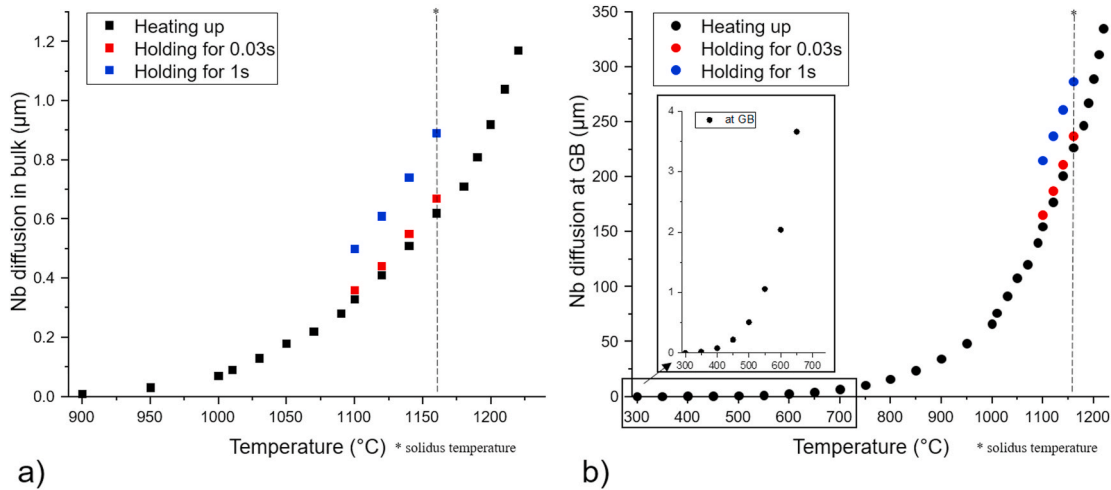 *
Heating up
Holding for 0.03s
Holding for 1s
Nb diffusion in bulk (μm)
1.2
1.0
0.8
0.6
0.4
0.2
0.0
900 950 1000 1050 1100 1150 1200
Temperature (°C)
* solidus temperature
a)
*
Heating up
Holding for 0.03s
Holding for 1s
Nb diffusion at GB (μm)
350
300
250
200
150
100
50
0
at GB
4
3
2
1
0
300 400 500 600 700
300 400 500 600 700 800 900 1000 1100 1200
Temperature (°C)
* solidus temperature
b)